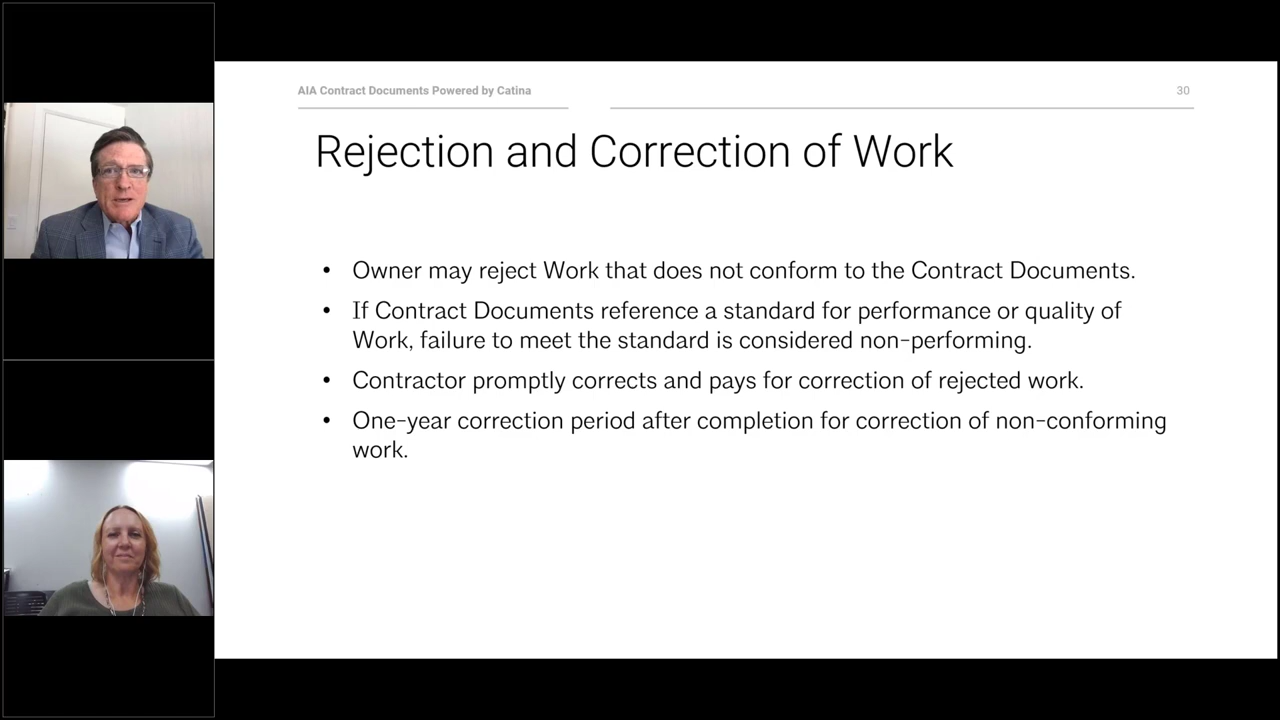 AIA Contract Documents Powered by Catina
30
Rejection and Correction of Work
• Owner may reject Work that does not conform to the Contract Documents.
• If Contract Documents reference a standard for performance or quality of
Work, failure to meet the standard is considered non-performing.
• Contractor promptly corrects and pays for correction of rejected work.
• One-year correction period after completion for correction of non-conforming
work.